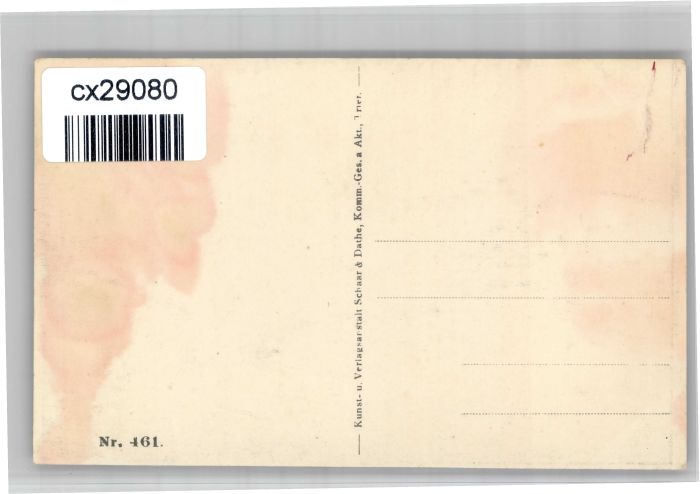 cx29080
Kunst- u. Verlagsanstalt Schaar & Dathe, Komm.-Ges. a Akt., Trier.
Nr. 461.